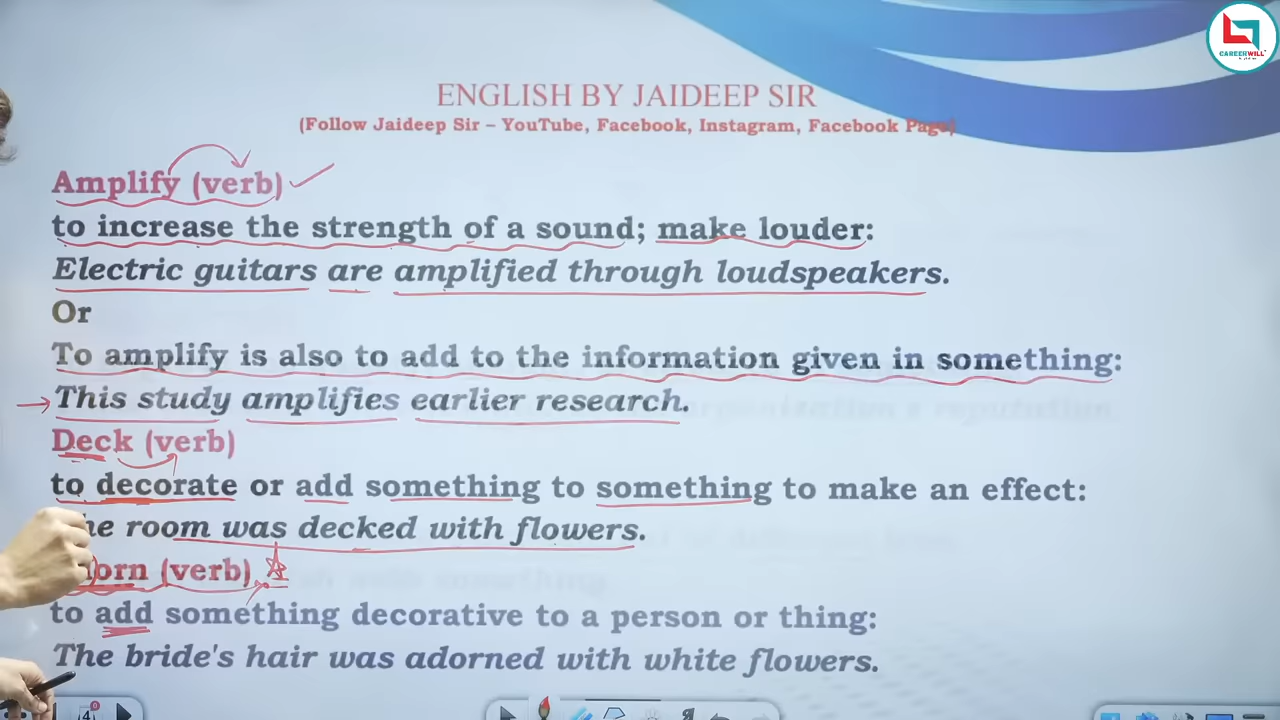 CAREERWILL
ENGLISH BY JAIDEEP SIR
(Follow Jaideep Sir – YouTube, Facebook, Instagram, Facebook Page)
Amplify (verb)
to increase the strength of a sound; make louder:
Electric guitars are amplified through loudspeakers.
Or
To amplify is also to add to the information given in something:
This study amplifies earlier research.
Deck (verb)
to decorate or add something to something to make an effect:
room was decked with flowers.
(verb)
to add something decorative to a person or thing:
The bride's hair was adorned with white flowers.